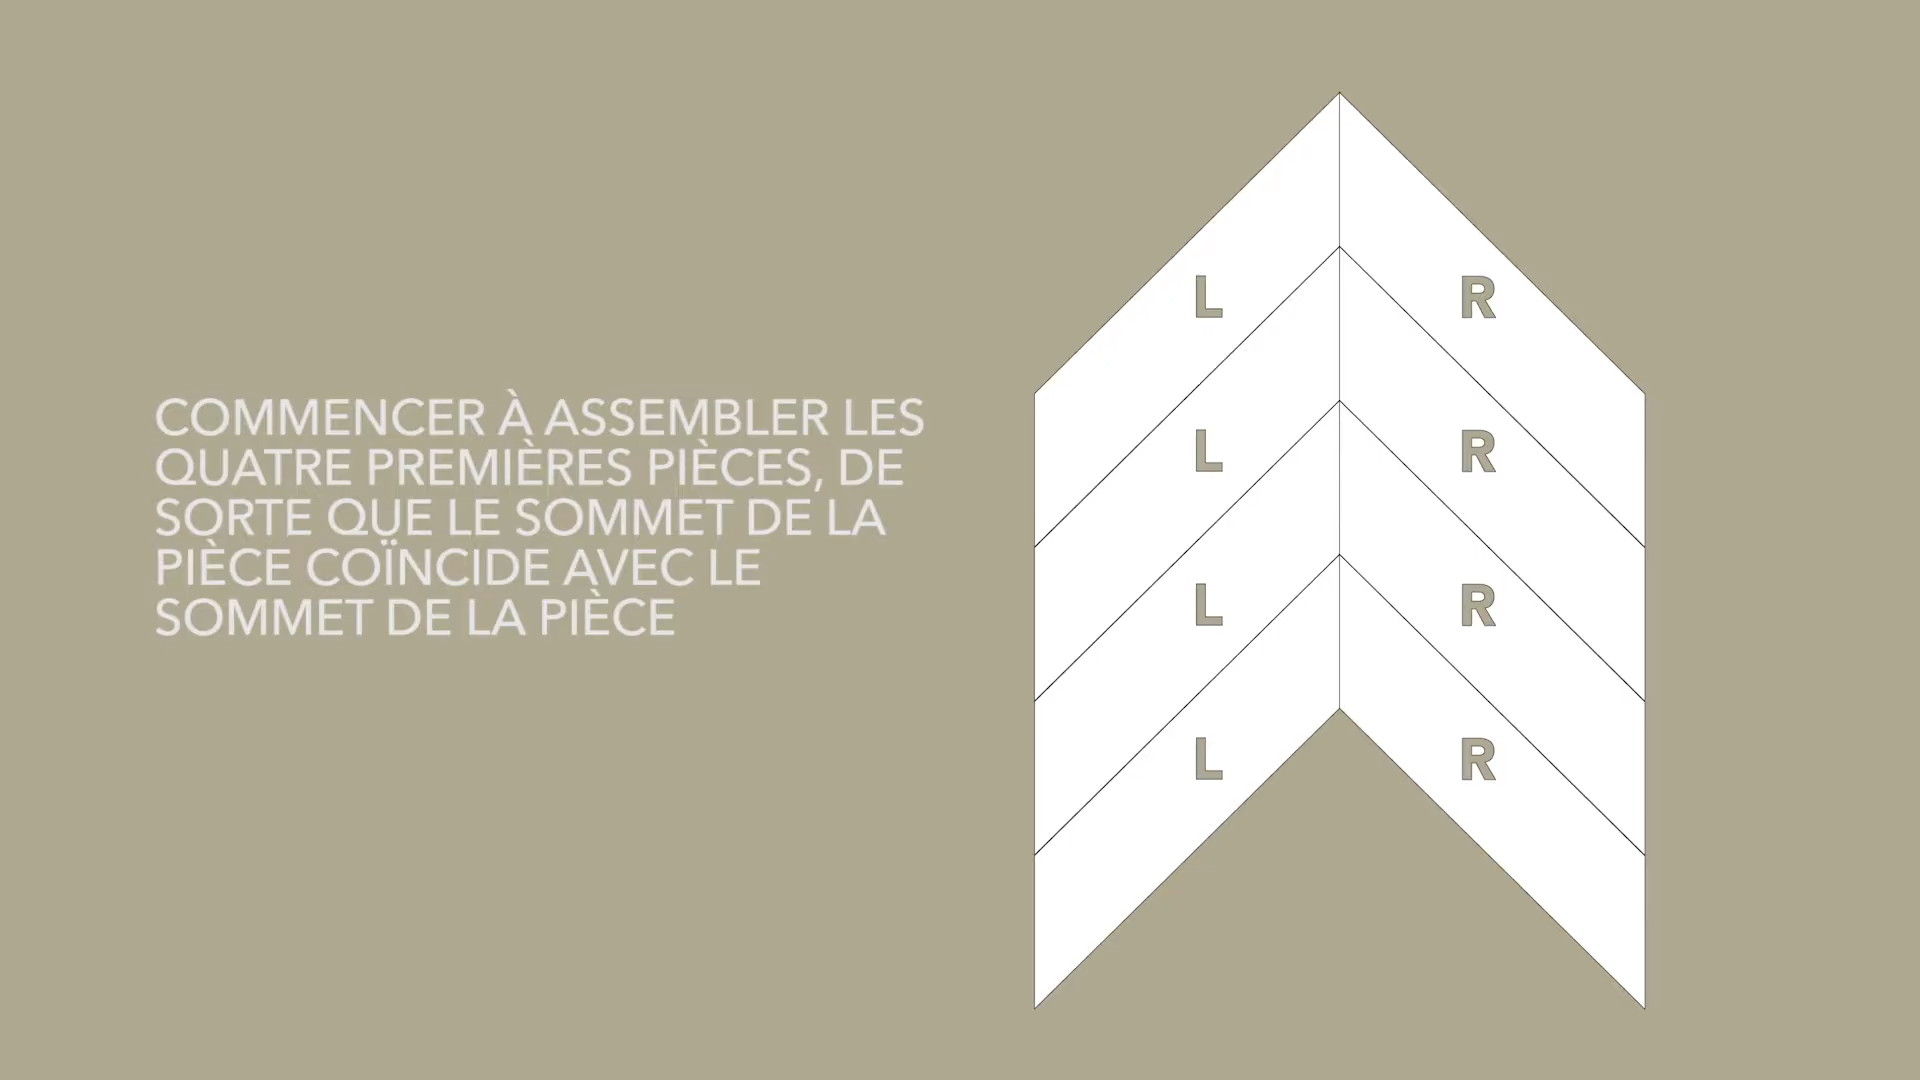 COMMENCER À ASSEMBLER LES
QUATRE PREMIÈRES PIÈCES, DE
SORTE QUE LE SOMMET DE LA
PIÈCE COÏNCIDE AVEC LE
SOMMET DE LA PIÈCE
L R
L R
L R
L R